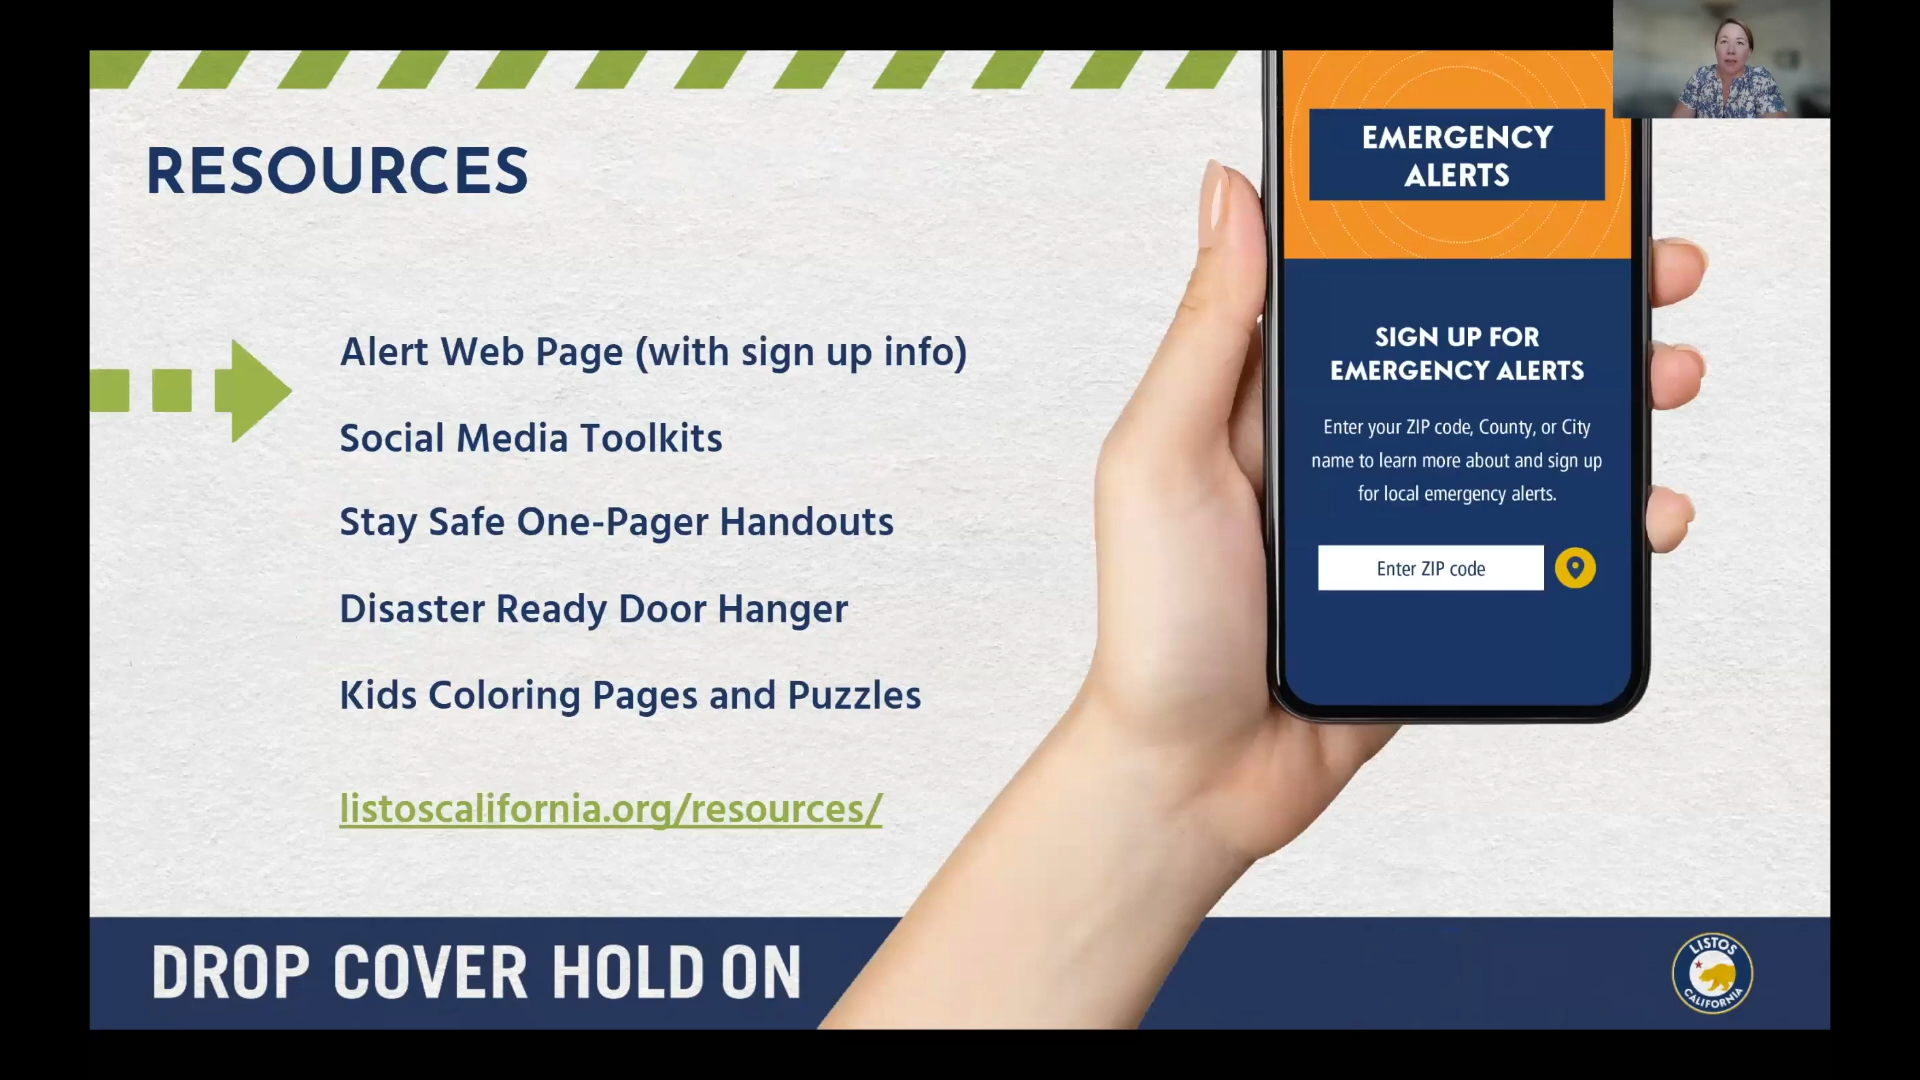 RESOURCES
Alert Web Page (with sign up info)
Social Media Toolkits
Stay Safe One-Pager Handouts
Disaster Ready Door Hanger
Kids Coloring Pages and Puzzles
listoscalifornia.org/resources/
EMERGENCY
ALERTS
SIGN UP FOR
EMERGENCY ALERTS
Enter your ZIP code, County, or City
name to learn more about and sign up
for local emergency alerts.
Enter ZIP code
DROP COVER HOLD ON
LISTOS
CALIFORNIA